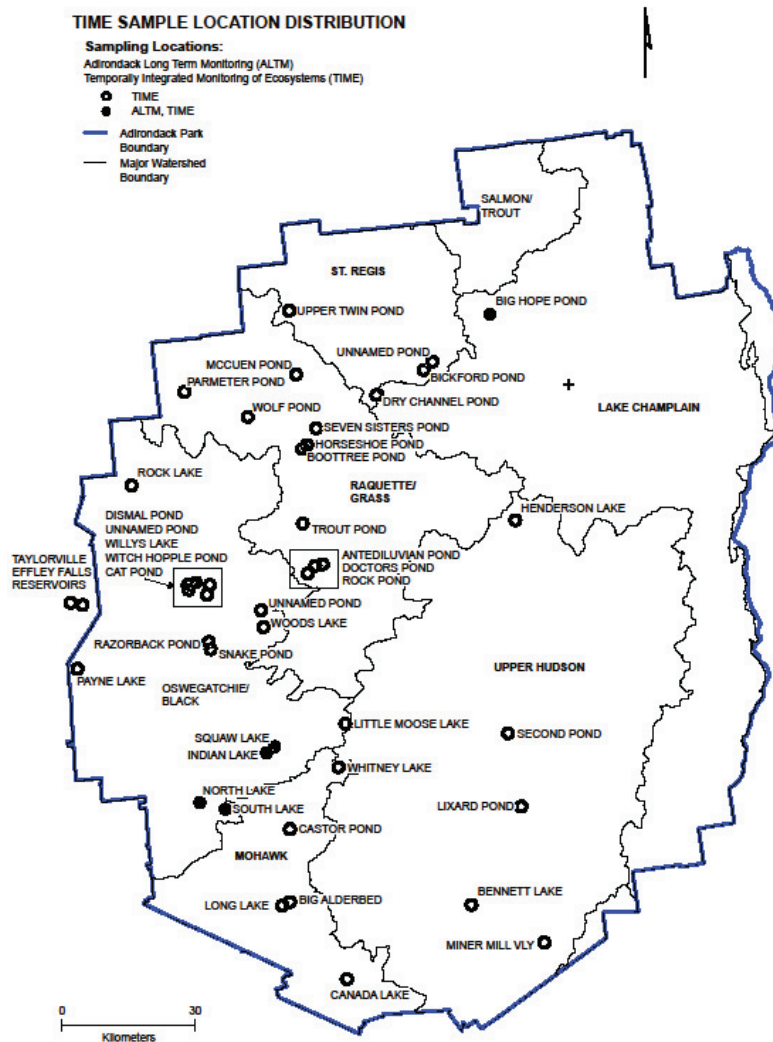 TIME SAMPLE LOCATION DISTRIBUTION
Sampling Locations:
Adirondack Long Term Monitoring (ALTM)
Temporally Integrated Monitoring of Ecosystems (TIME)
TIME
ALTM, TIME
Adirondack Park
Boundary
Major Watershed
Boundary
SALMON/
TROUT
ST. REGIS
BIG HOPE POND
UPPER TWIN POND
UNNAMED POND
MCCUEN POND
BICKFORD POND
PARMETER POND
DRY CHANNEL POND
WOLF POND
LAKE CHAMPLAIN
SEVEN SISTERS POND
HORSESHOE POND
BOOTTREE POND
ROCK LAKE
RAQUETTE/
GRASS
HENDERSON LAKE
DISMAL POND
UNNAMED POND
WILLYS LAKE
WITCH HOPPLE POND
CAT POND
TROUT POND
ANTEDILUVIAN POND
DOCTORS POND
ROCK POND
TAYLORVILLE
EFFLEY FALLS
RESERVOIRS
UNNAMED POND
WOODS LAKE
RAZORBACK POND
SNAKE POND
PAYNE LAKE
UPPER HUDSON
OSWEGATCHIE/
BLACK
LITTLE MOOSE LAKE
SECOND POND
SQUAW LAKE
INDIAN LAKE
WHITNEY LAKE
NORTH LAKE
SOUTH LAKE
LIXARD POND
CASTOR POND
MOHAWK
BENNETT LAKE
LONG LAKE
BIG ALDERBED
MINER MILL VLY
CANADA LAKE
0 30
Kilometers